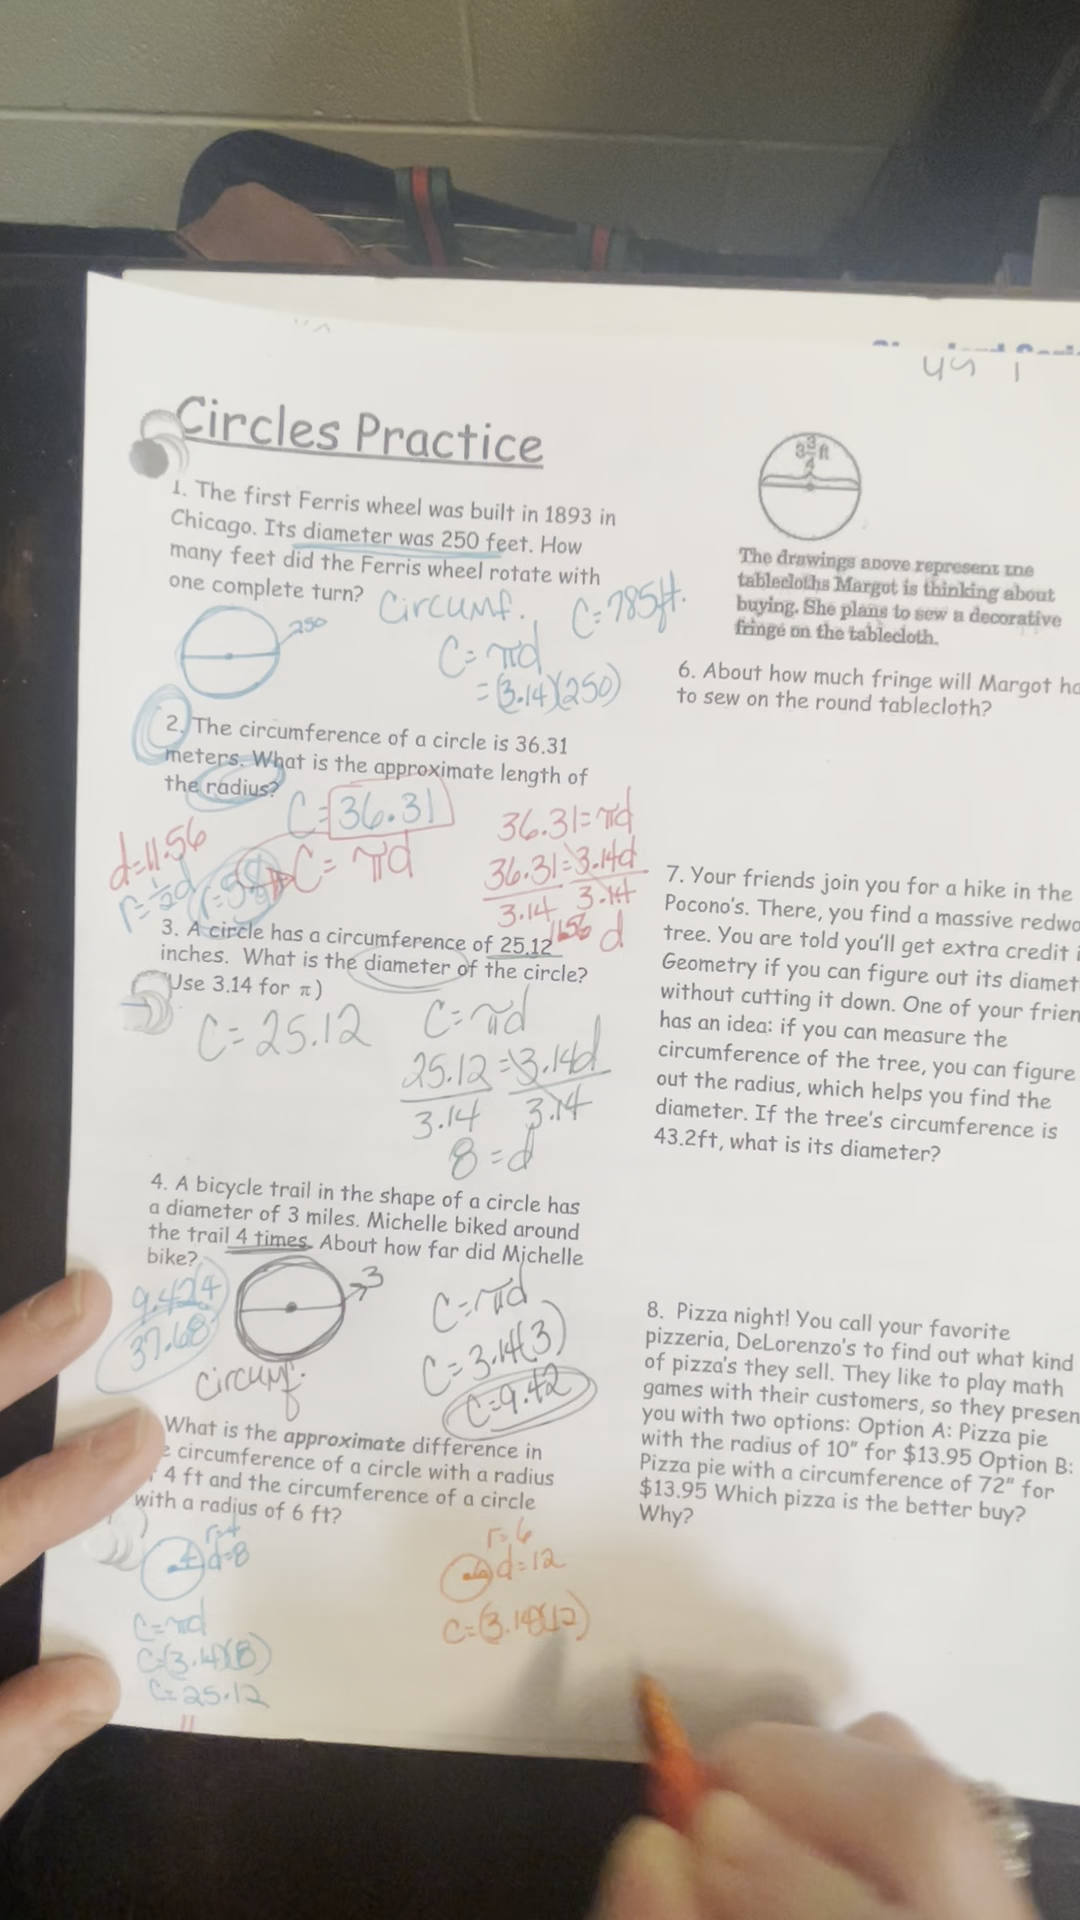 Circles Practice
1. The first Ferris wheel was built in 1893 in
Chicago. Its diameter was 250 feet. How
many feet did the Ferris wheel rotate with
one complete turn?
Circumf.
C=785ft.
250
C=πd
=(3.14)(250)
2. The circumference of a circle is 36.31
meters. What is the approximate length of
the radius?
C=36.31
C=πd
36.31=πd
36.31=3.14d
3.14 3.14
11.56 d
d=11.56
r=½d
3. A circle has a circumference of 25.12
inches. What is the diameter of the circle?
Use 3.14 for π)
C=25.12
C=πd
25.12=3.14d
3.14 3.14
8=d
4. A bicycle trail in the shape of a circle has
a diameter of 3 miles. Michelle biked around
the trail 4 times. About how far did Michelle
bike?
3
9.42·4
37.68
circumf.
C=πd
C=3.14(3)
C=9.42
What is the approximate difference in
circumference of a circle with a radius
4 ft and the circumference of a circle
with a radius of 6 ft?
r=4
d=8
C=πd
C=(3.14)(8)
C=25.12
r=6
d=12
C=(3.14)(12)
3 3/4 ft
The drawings above represent the
tablecloths Margot is thinking about
buying. She plans to sew a decorative
fringe on the tablecloth.
6. About how much fringe will Margot
to sew on the round tablecloth?
7. Your friends join you for a hike in the
Pocono's. There, you find a massive
tree. You are told you'll get extra credit
Geometry if you can figure out its
without cutting it down. One of your
has an idea: if you can measure the
circumference of the tree, you can figure
out the radius, which helps you find the
diameter. If the tree's circumference is
43.2ft, what is its diameter?
8. Pizza night! You call your favorite
pizzeria, DeLorenzo's to find out what kind
of pizza's they sell. They like to play math
games with their customers, so they
you with two options: Option A: Pizza pie
with the radius of 10" for $13.95 Option B:
Pizza pie with a circumference of 72" for
$13.95 Which pizza is the better buy?
Why?